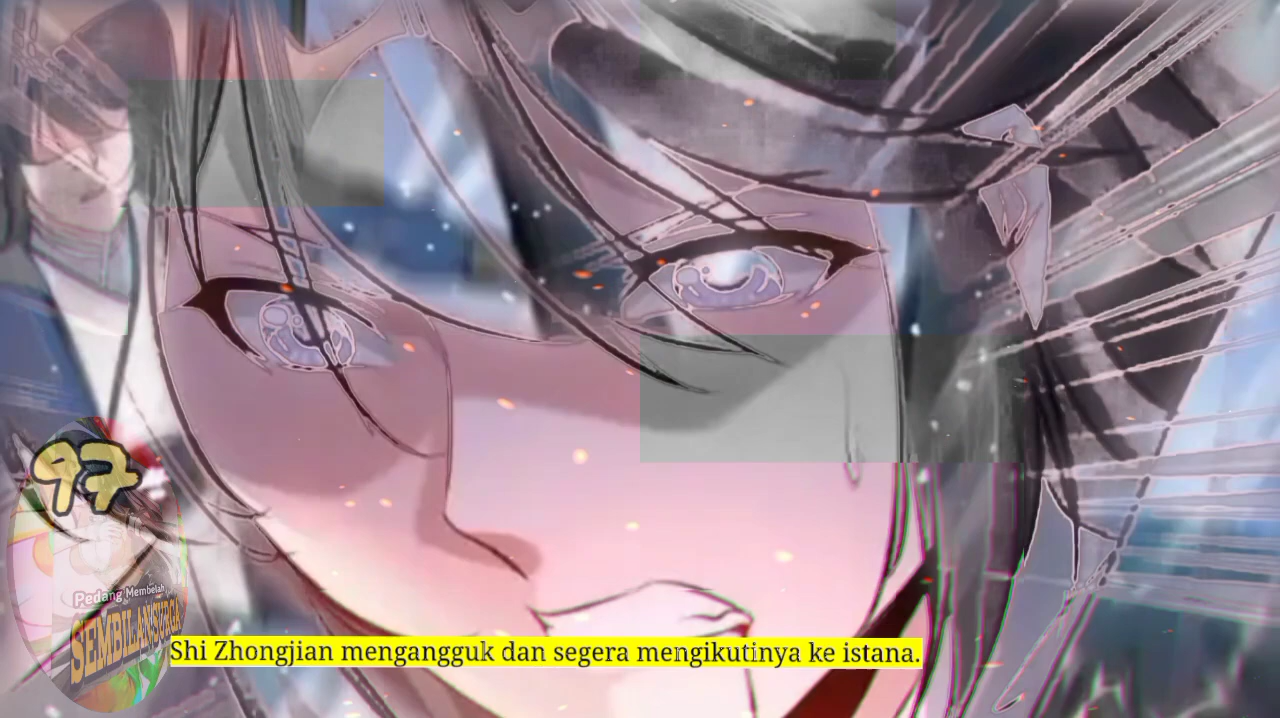 97
Pedang Membelah
SEMBILAN SURGA
Shi Zhongjian mengangguk dan segera mengikutinya ke istana.